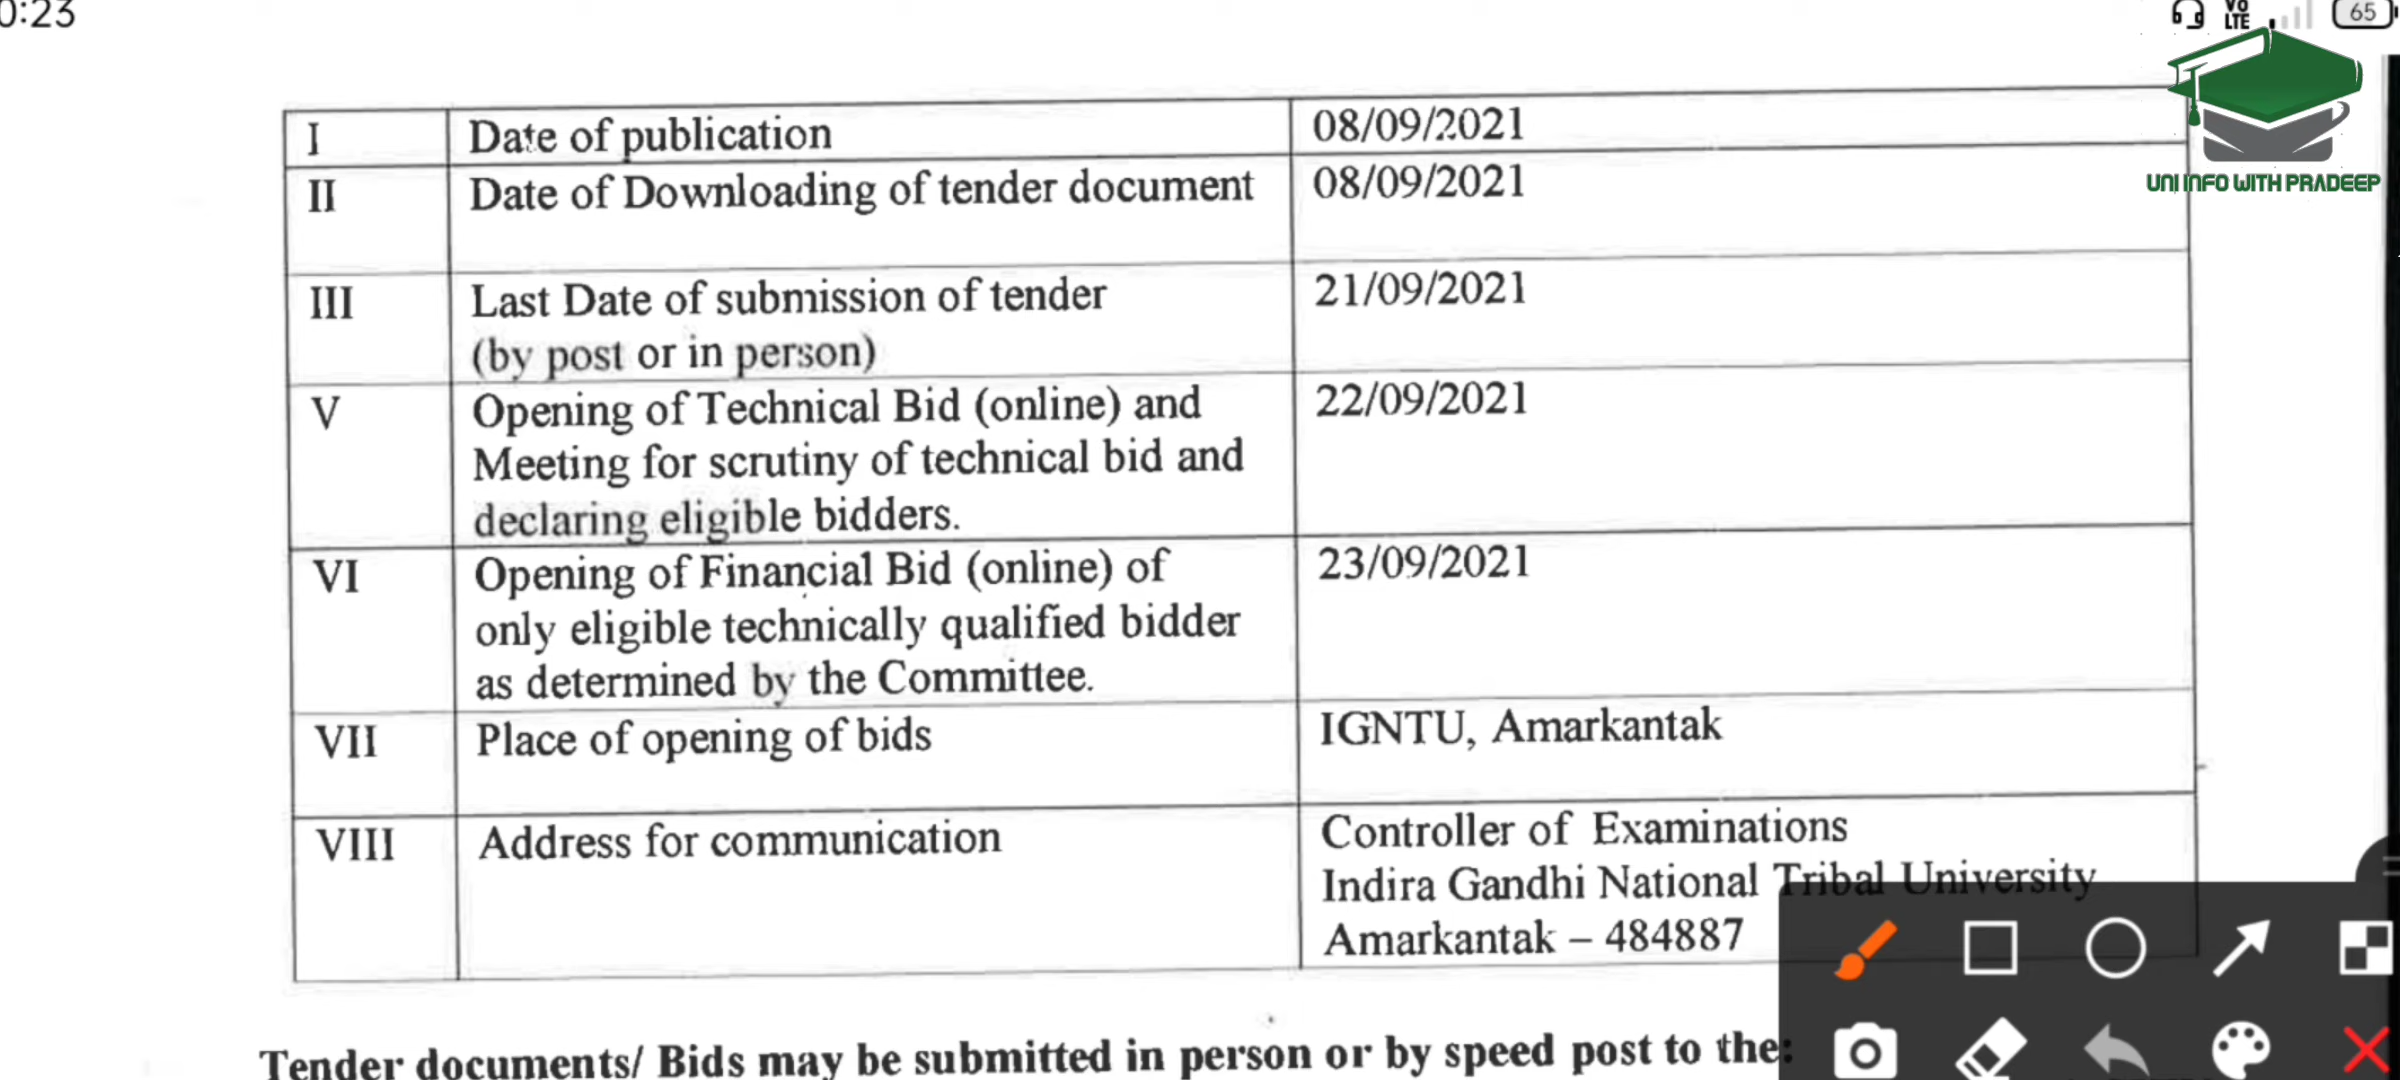 0:23
VO
LTE
65
UNI INFO WITH PRADEEP
I Date of publication 08/09/2021
II Date of Downloading of tender document 08/09/2021
III Last Date of submission of tender 21/09/2021
(by post or in person)
V Opening of Technical Bid (online) and 22/09/2021
Meeting for scrutiny of technical bid and
declaring eligible bidders.
VI Opening of Financial Bid (online) of 23/09/2021
only eligible technically qualified bidder
as determined by the Committee.
VII Place of opening of bids IGNTU, Amarkantak
VIII Address for communication Controller of Examinations
Indira Gandhi National Tribal University
Amarkantak – 484887
Tender documents/ Bids may be submitted in person or by speed post to the: